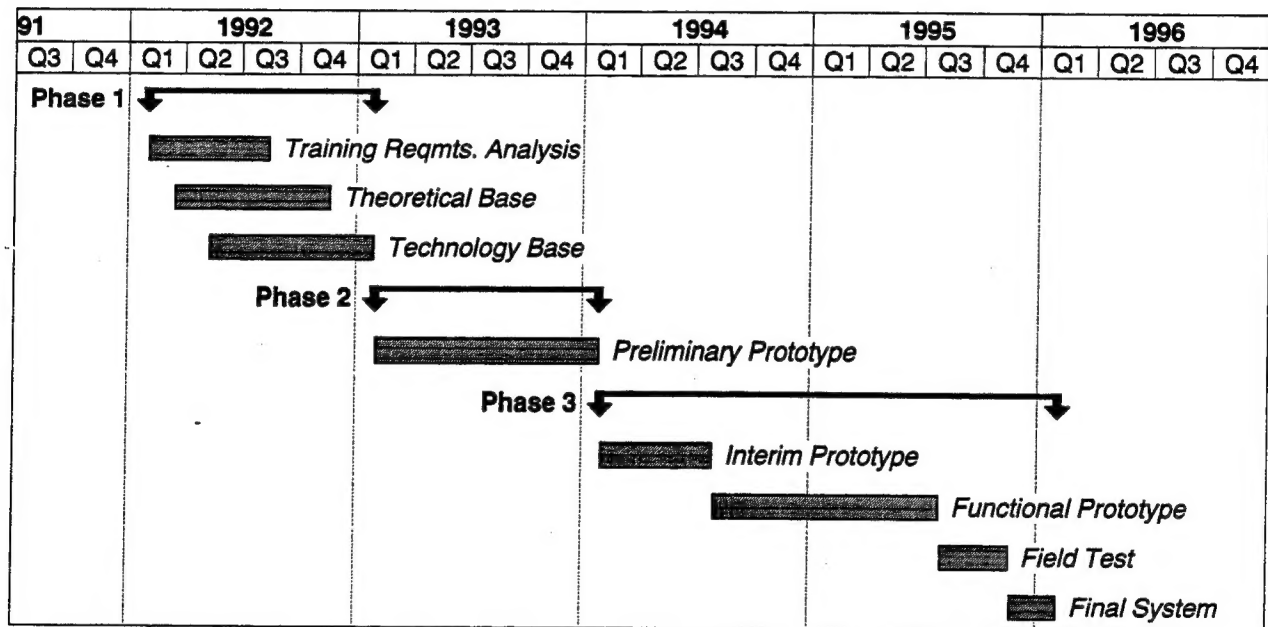 91 1992 1993 1994 1995 1996
Q3 Q4 Q1 Q2 Q3 Q4 Q1 Q2 Q3 Q4 Q1 Q2 Q3 Q4 Q1 Q2 Q3 Q4 Q1 Q2 Q3 Q4
Phase 1
Training Reqmts. Analysis
Theoretical Base
Technology Base
Phase 2
Preliminary Prototype
Phase 3
Interim Prototype
Functional Prototype
Field Test
Final System